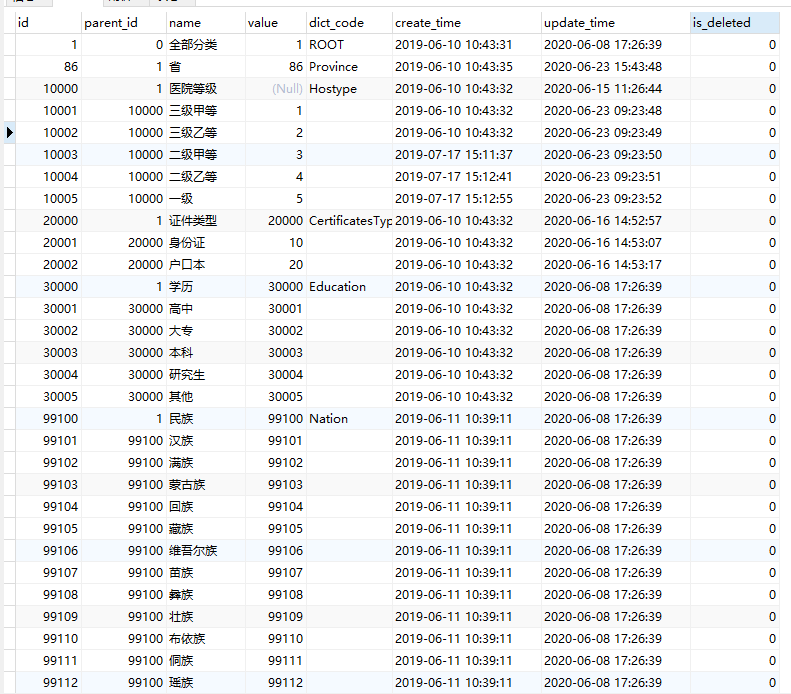 id parent_id name value dict_code create_time update_time is_deleted
1 0 全部分类 1 ROOT 2019-06-10 10:43:31 2020-06-08 17:26:39 0
86 1 省 86 Province 2019-06-10 10:43:35 2020-06-23 15:43:48 0
10000 1 医院等级 (Null) Hostype 2019-06-10 10:43:32 2020-06-15 11:26:44 0
10001 10000 三级甲等 1 2019-06-10 10:43:32 2020-06-23 09:23:48 0
10002 10000 三级乙等 2 2019-06-10 10:43:32 2020-06-23 09:23:49 0
10003 10000 二级甲等 3 2019-07-17 15:11:37 2020-06-23 09:23:50 0
10004 10000 二级乙等 4 2019-07-17 15:12:41 2020-06-23 09:23:51 0
10005 10000 一级 5 2019-07-17 15:12:55 2020-06-23 09:23:52 0
20000 1 证件类型 20000 CertificatesTyp 2019-06-10 10:43:32 2020-06-16 14:52:57 0
20001 20000 身份证 10 2019-06-10 10:43:32 2020-06-16 14:53:07 0
20002 20000 户口本 20 2019-06-10 10:43:32 2020-06-16 14:53:17 0
30000 1 学历 30000 Education 2019-06-10 10:43:32 2020-06-08 17:26:39 0
30001 30000 高中 30001 2019-06-10 10:43:32 2020-06-08 17:26:39 0
30002 30000 大专 30002 2019-06-10 10:43:32 2020-06-08 17:26:39 0
30003 30000 本科 30003 2019-06-10 10:43:32 2020-06-08 17:26:39 0
30004 30000 研究生 30004 2019-06-10 10:43:32 2020-06-08 17:26:39 0
30005 30000 其他 30005 2019-06-10 10:43:32 2020-06-08 17:26:39 0
99100 1 民族 99100 Nation 2019-06-11 10:39:11 2020-06-08 17:26:39 0
99101 99100 汉族 99101 2019-06-11 10:39:11 2020-06-08 17:26:39 0
99102 99100 满族 99102 2019-06-11 10:39:11 2020-06-08 17:26:39 0
99103 99100 蒙古族 99103 2019-06-11 10:39:11 2020-06-08 17:26:39 0
99104 99100 回族 99104 2019-06-11 10:39:11 2020-06-08 17:26:39 0
99105 99100 藏族 99105 2019-06-11 10:39:11 2020-06-08 17:26:39 0
99106 99100 维吾尔族 99106 2019-06-11 10:39:11 2020-06-08 17:26:39 0
99107 99100 苗族 99107 2019-06-11 10:39:11 2020-06-08 17:26:39 0
99108 99100 彝族 99108 2019-06-11 10:39:11 2020-06-08 17:26:39 0
99109 99100 壮族 99109 2019-06-11 10:39:11 2020-06-08 17:26:39 0
99110 99100 布依族 99110 2019-06-11 10:39:11 2020-06-08 17:26:39 0
99111 99100 侗族 99111 2019-06-11 10:39:11 2020-06-08 17:26:39 0
99112 99100 瑶族 99112 2019-06-11 10:39:11 2020-06-08 17:26:39 0